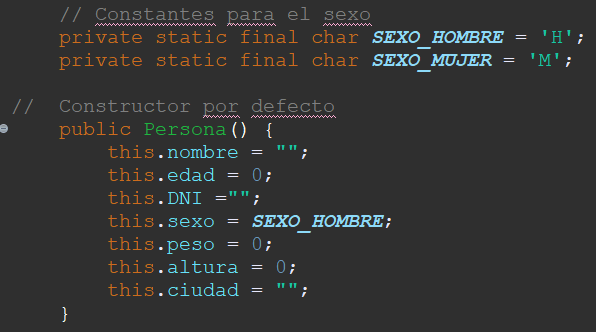 // Constantes para el sexo
private static final char SEXO_HOMBRE = 'H';
private static final char SEXO_MUJER = 'M';
// Constructor por defecto
public Persona() {
this.nombre = "";
this.edad = 0;
this.DNI ="";
this.sexo = SEXO_HOMBRE;
this.peso = 0;
this.altura = 0;
this.ciudad = "";
}